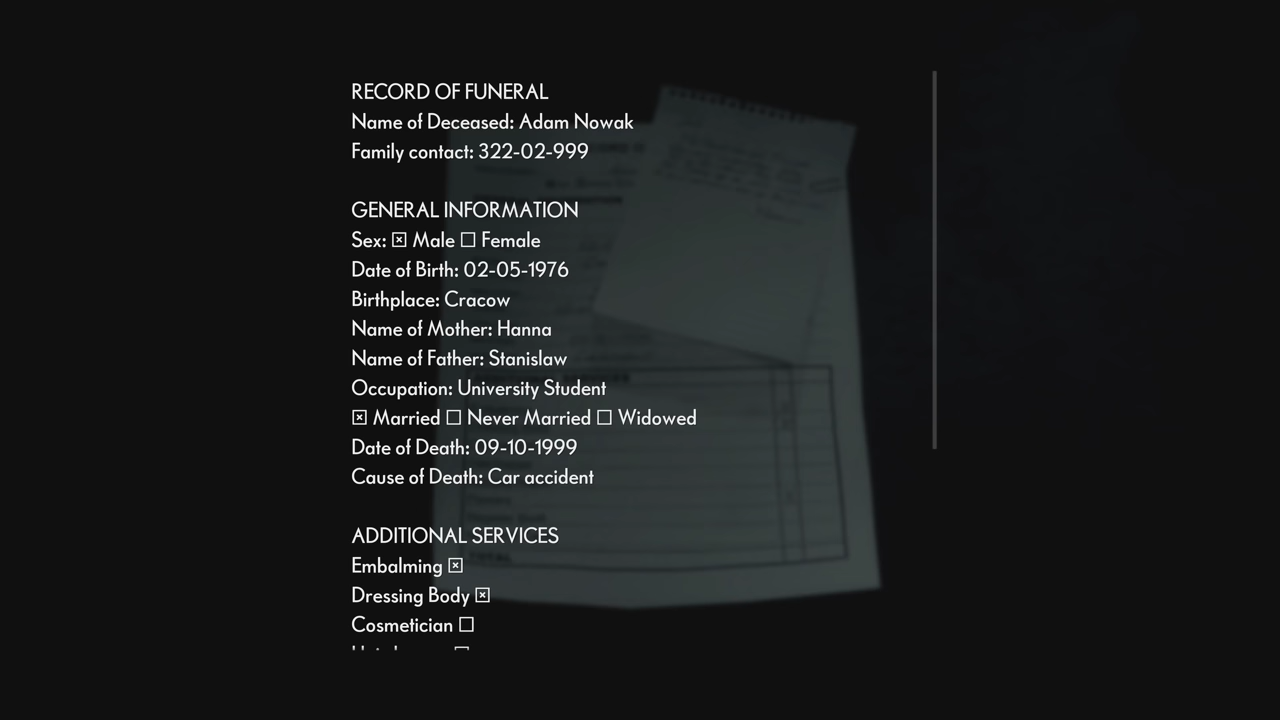 RECORD OF FUNERAL
Name of Deceased: Adam Nowak
Family contact: 322-02-999
GENERAL INFORMATION
Sex: ☒ Male ☐ Female
Date of Birth: 02-05-1976
Birthplace: Cracow
Name of Mother: Hanna
Name of Father: Stanislaw
Occupation: University Student
☒ Married ☐ Never Married ☐ Widowed
Date of Death: 09-10-1999
Cause of Death: Car accident
ADDITIONAL SERVICES
Embalming ☒
Dressing Body ☒
Cosmetician ☐